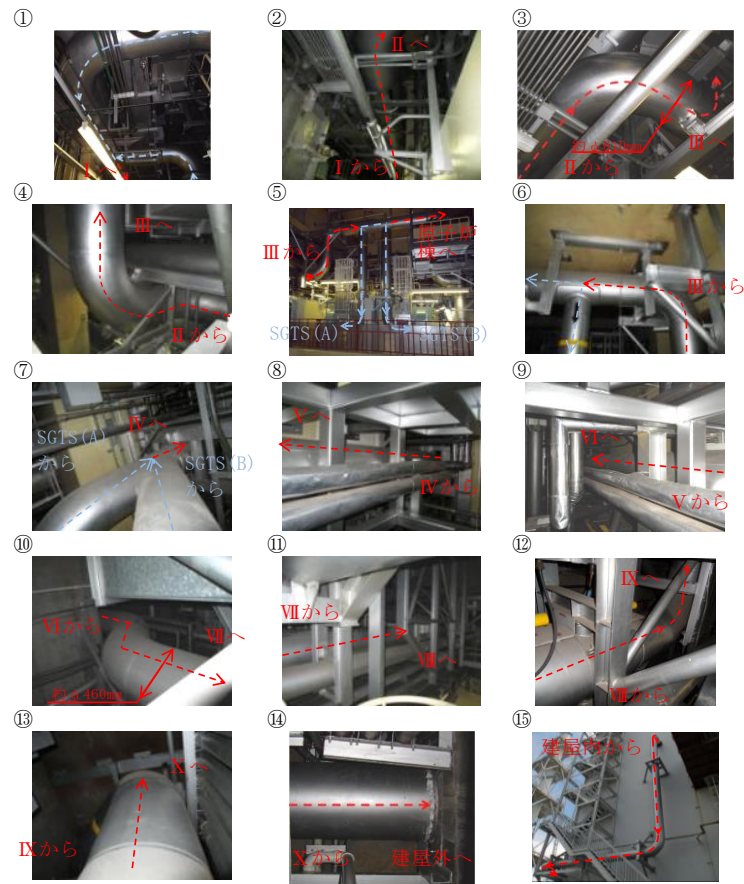 ①
②
③
Ⅰへ
Ⅱへ
Ⅰから
Ⅱから
Ⅲへ
④
⑤
⑥
Ⅲへ
Ⅱから
Ⅲから
SGTS(A)
SGTS(B)
Ⅲから
⑦
⑧
⑨
Ⅳへ
SGTS(A)
から
SGTS(B)
から
Ⅴへ
Ⅳから
Ⅵへ
Ⅴから
⑩
⑪
⑫
Ⅵから
Ⅶへ
Ⅶから
Ⅷへ
Ⅸへ
Ⅷから
⑬
⑭
⑮
Ⅹへ
Ⅸから
Ⅹから
建屋外へ
建屋内から